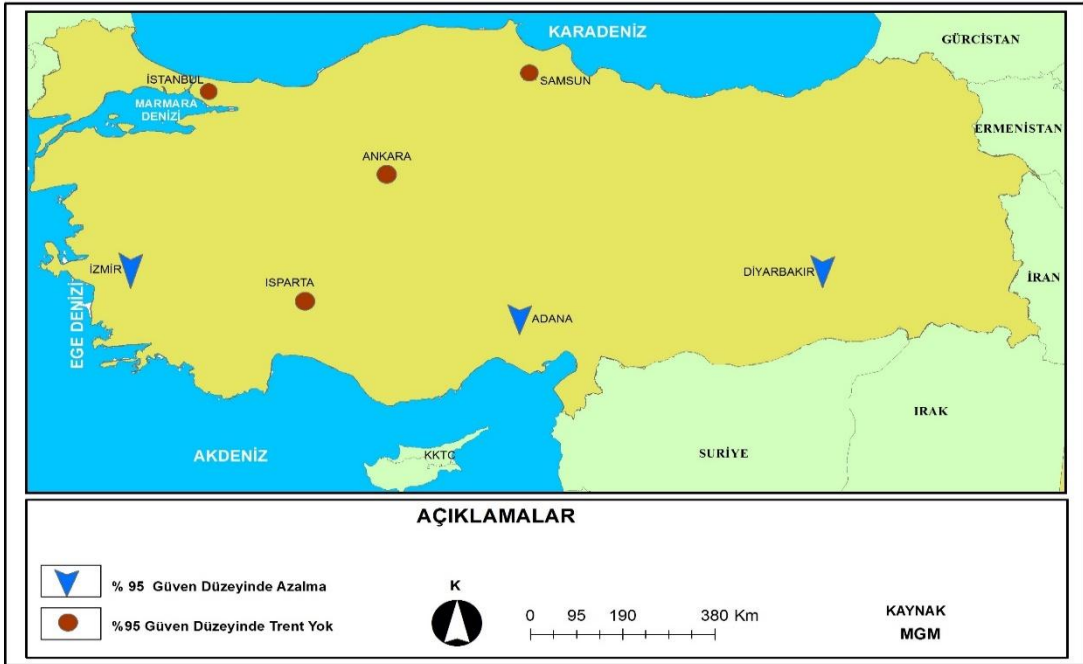 KARADENİZ
GÜRCİSTAN
İSTANBUL
SAMSUN
MARMARA
DENİZİ
ERMENİSTAN
ANKARA
İZMİR
ISPARTA
DİYARBAKIR
İRAN
EGE DENİZİ
ADANA
IRAK
AKDENİZ
KKTC
SURİYE
AÇIKLAMALAR
% 95 Güven Düzeyinde Azalma
%95 Güven Düzeyinde Trent Yok
K
0 95 190 380 Km
KAYNAK
MGM